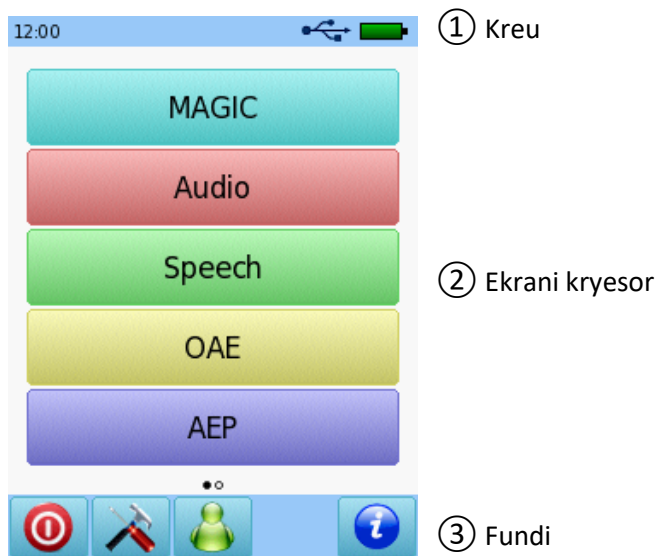 12:00
① Kreu
MAGIC
Audio
Speech
② Ekrani kryesor
OAE
AEP
③ Fundi